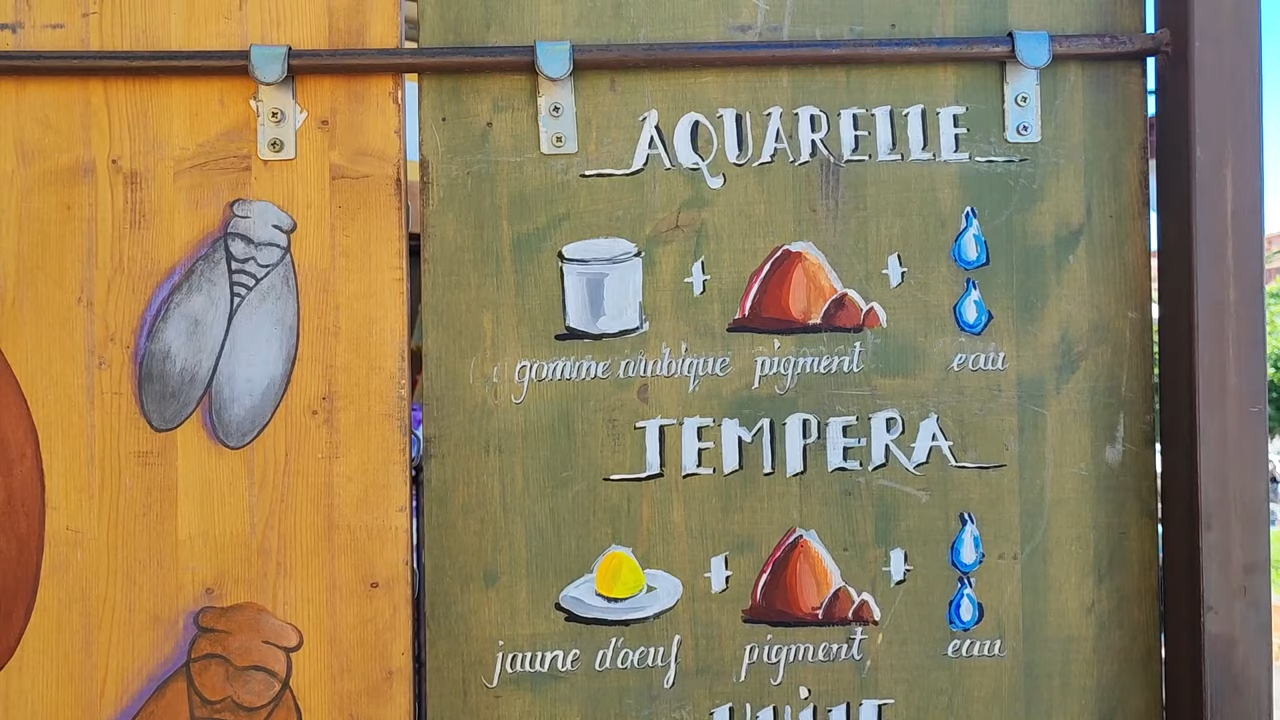 AQUARELLE
+ +
gomme arabique pigment eau
TEMPERA
+ +
jaune d'oeuf pigment eau